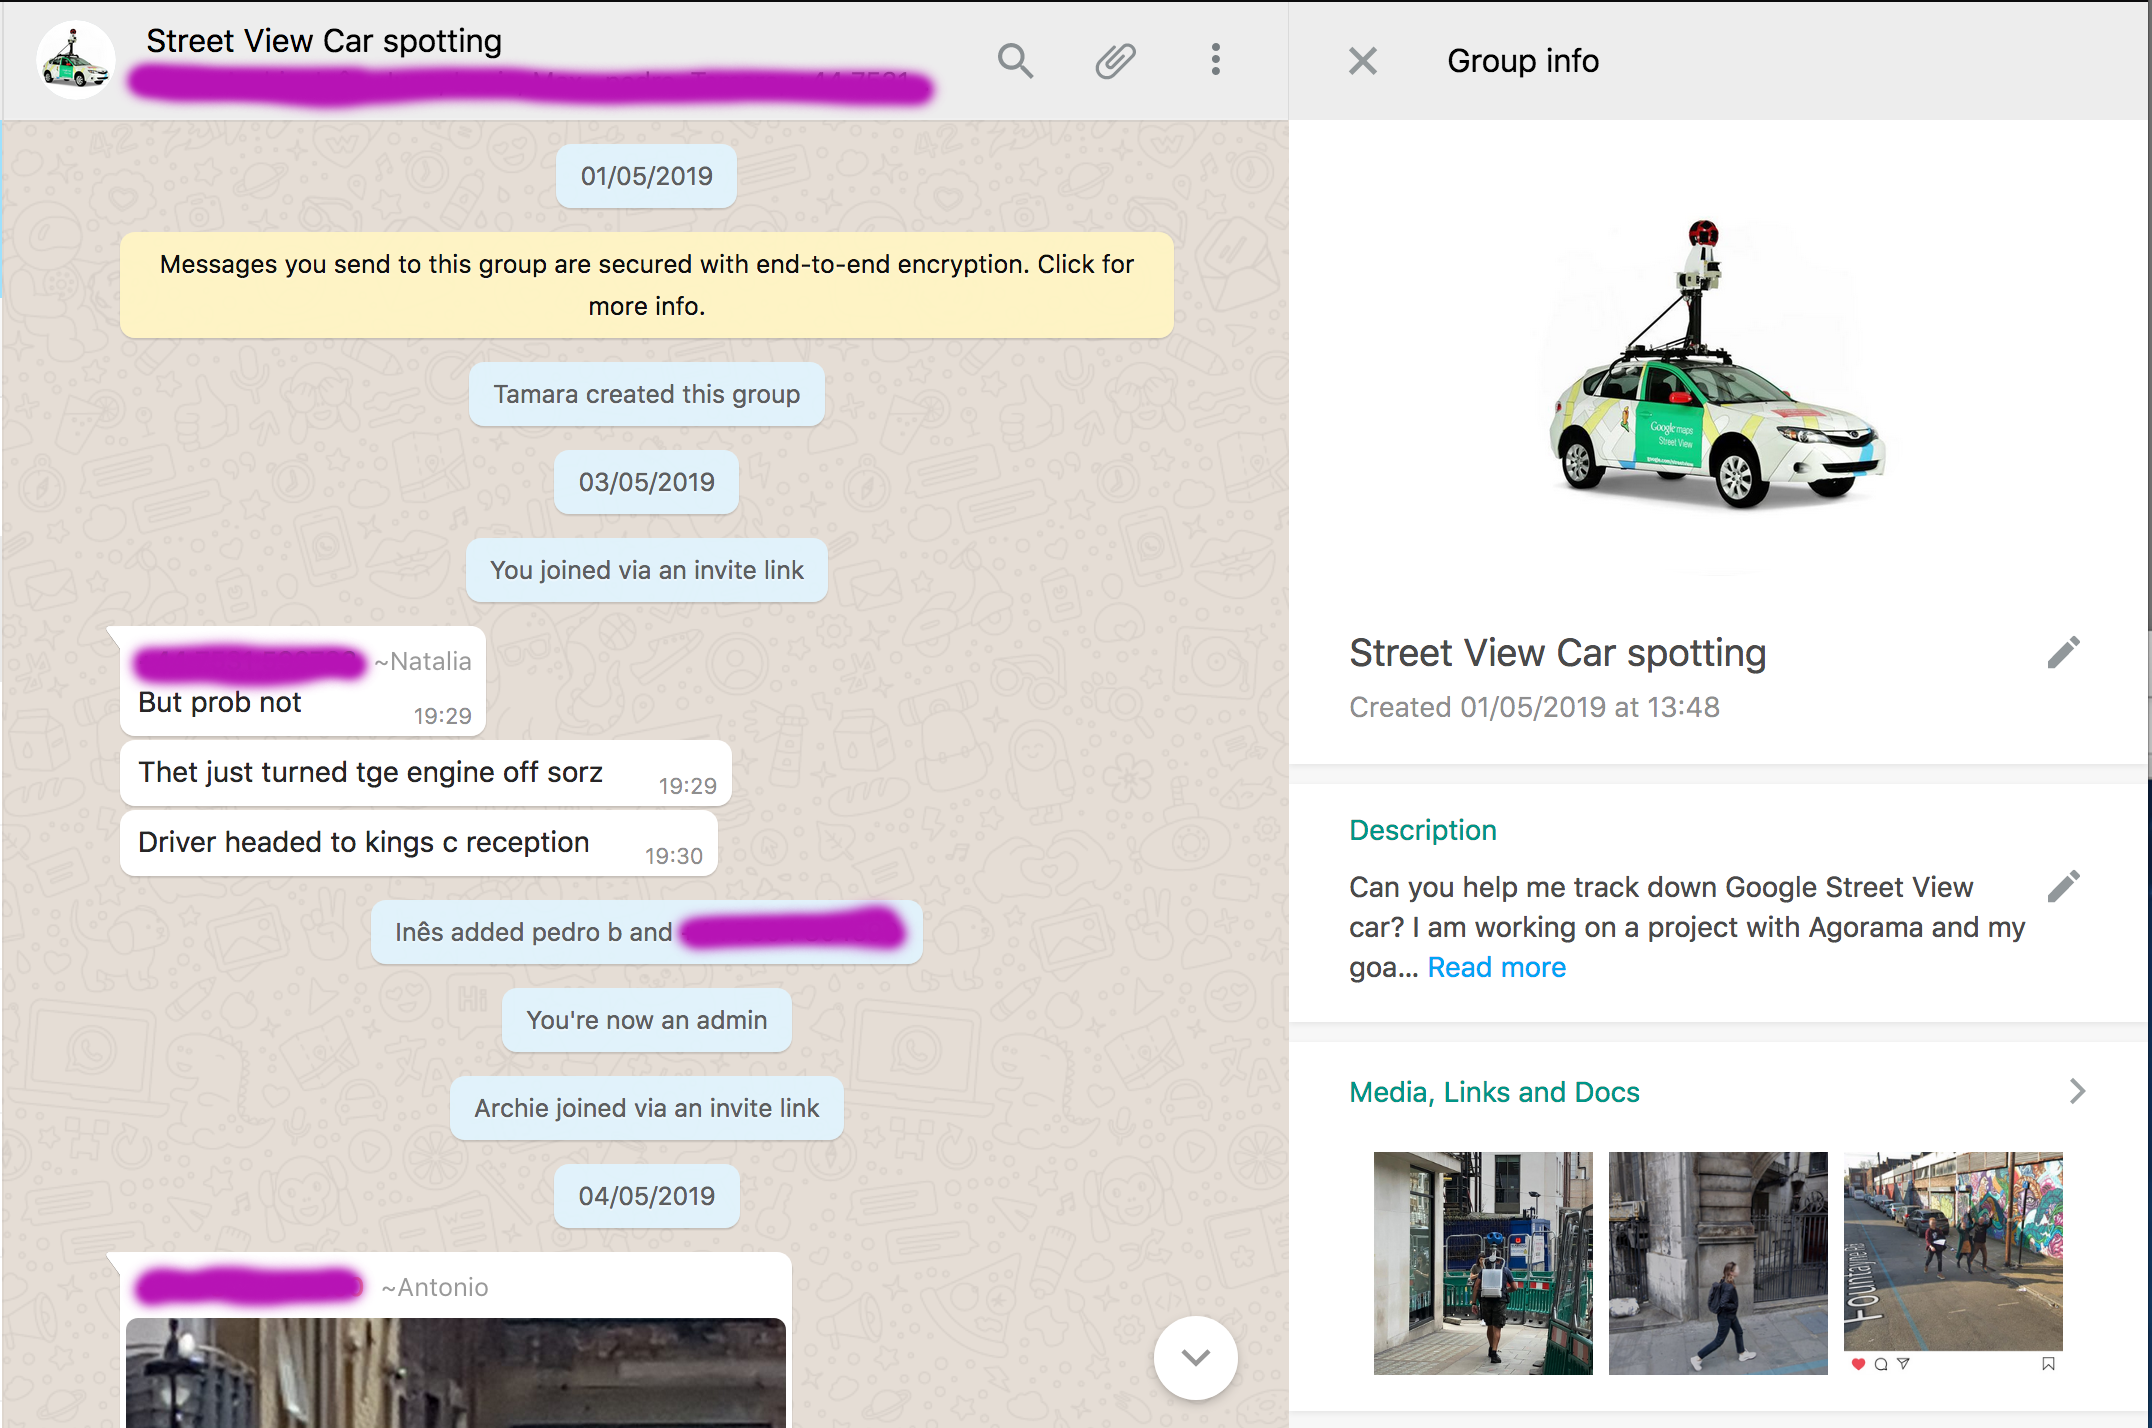 Street View Car spotting
01/05/2019
Messages you send to this group are secured with end-to-end encryption. Click for
more info.
Tamara created this group
03/05/2019
You joined via an invite link
~Natalia
But prob not
19:29
Thet just turned tge engine off sorz
19:29
Driver headed to kings c reception
19:30
Inês added pedro b and
You're now an admin
Archie joined via an invite link
04/05/2019
~Antonio
Group info
Google maps
Street View
Street View Car spotting
Created 01/05/2019 at 13:48
Description
Can you help me track down Google Street View
car? I am working on a project with Agorama and my
goa... Read more
Media, Links and Docs
Fountayne Rd